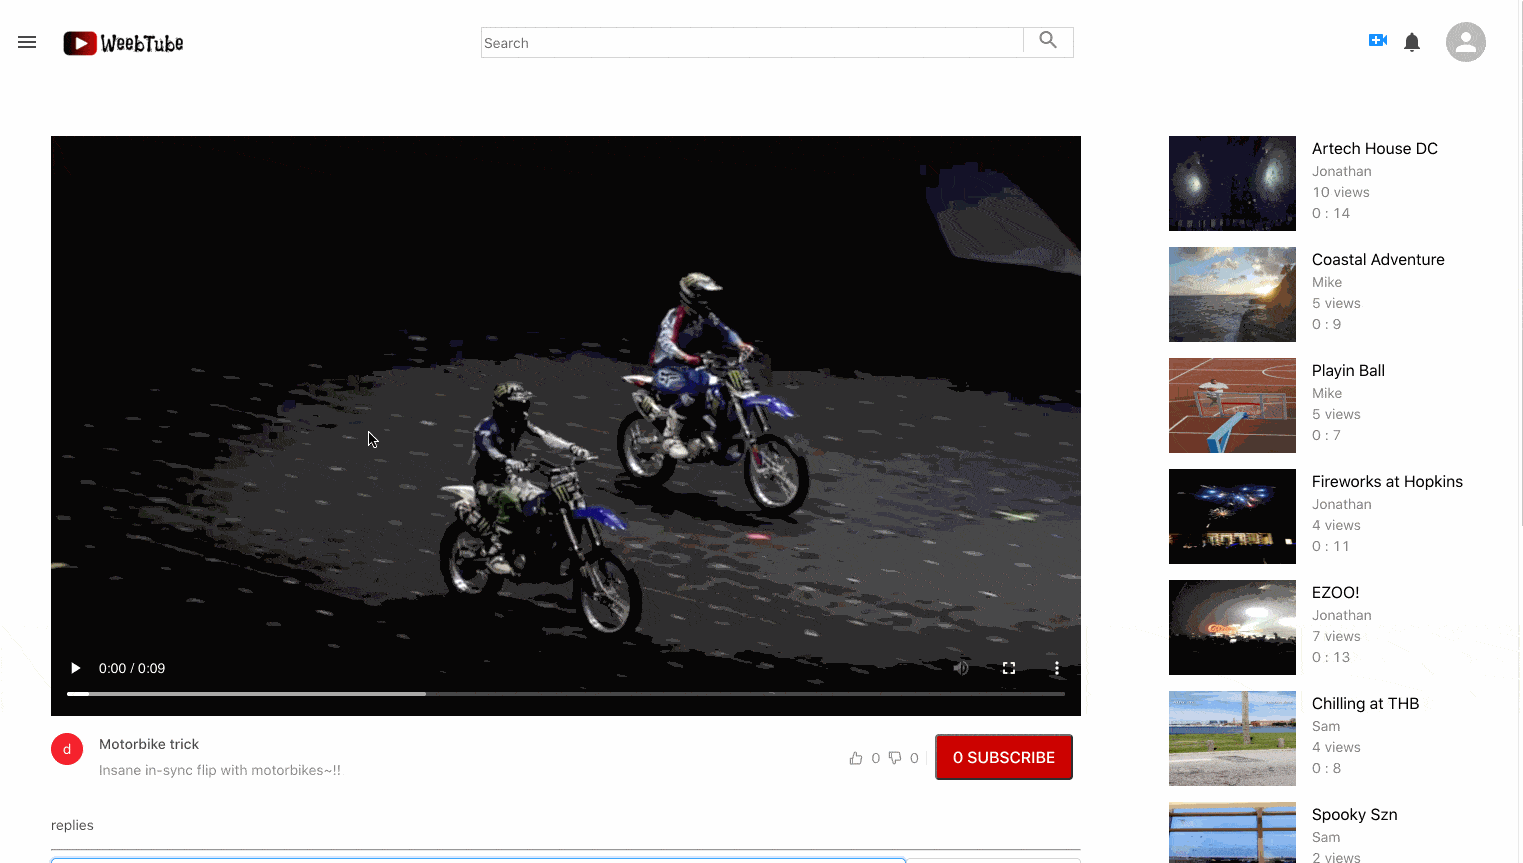 WeebTube
Search
0:00 / 0:09
d
Motorbike trick
Insane in-sync flip with motorbikes~!!
0
0
0 SUBSCRIBE
replies
Artech House DC
Jonathan
10 views
0 : 14
Coastal Adventure
Mike
5 views
0 : 9
Playin Ball
Mike
5 views
0 : 7
Fireworks at Hopkins
Jonathan
4 views
0 : 11
EZOO!
Jonathan
7 views
0 : 13
Chilling at THB
Sam
4 views
0 : 8
Spooky Szn
Sam
2 views